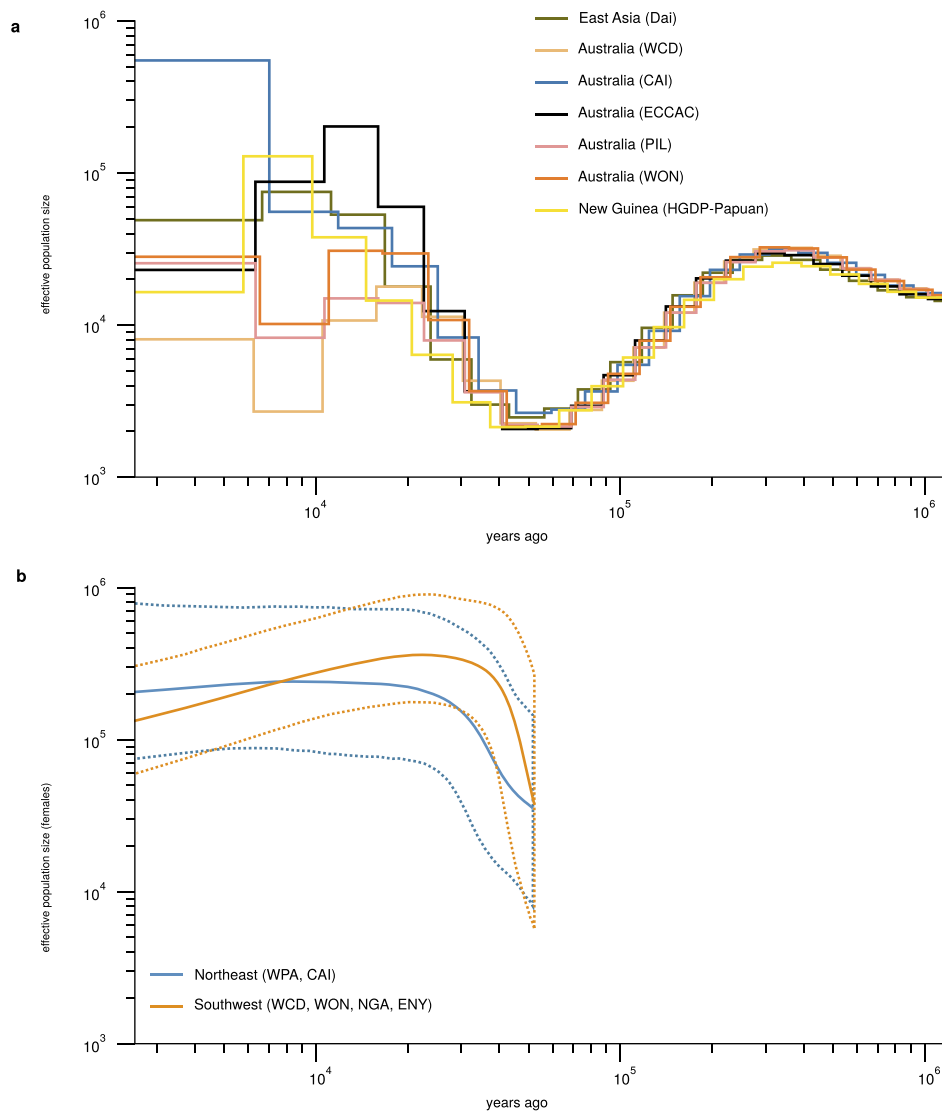 a
10^6
East Asia (Dai)
Australia (WCD)
Australia (CAI)
Australia (ECCAC)
Australia (PIL)
Australia (WON)
New Guinea (HGDP-Papuan)
10^5
effective population size
10^4
10^3
10^4
10^5
10^6
years ago
b
10^6
10^5
effective population size (females)
10^4
Northeast (WPA, CAI)
Southwest (WCD, WON, NGA, ENY)
10^3
10^4
10^5
10^6
years ago